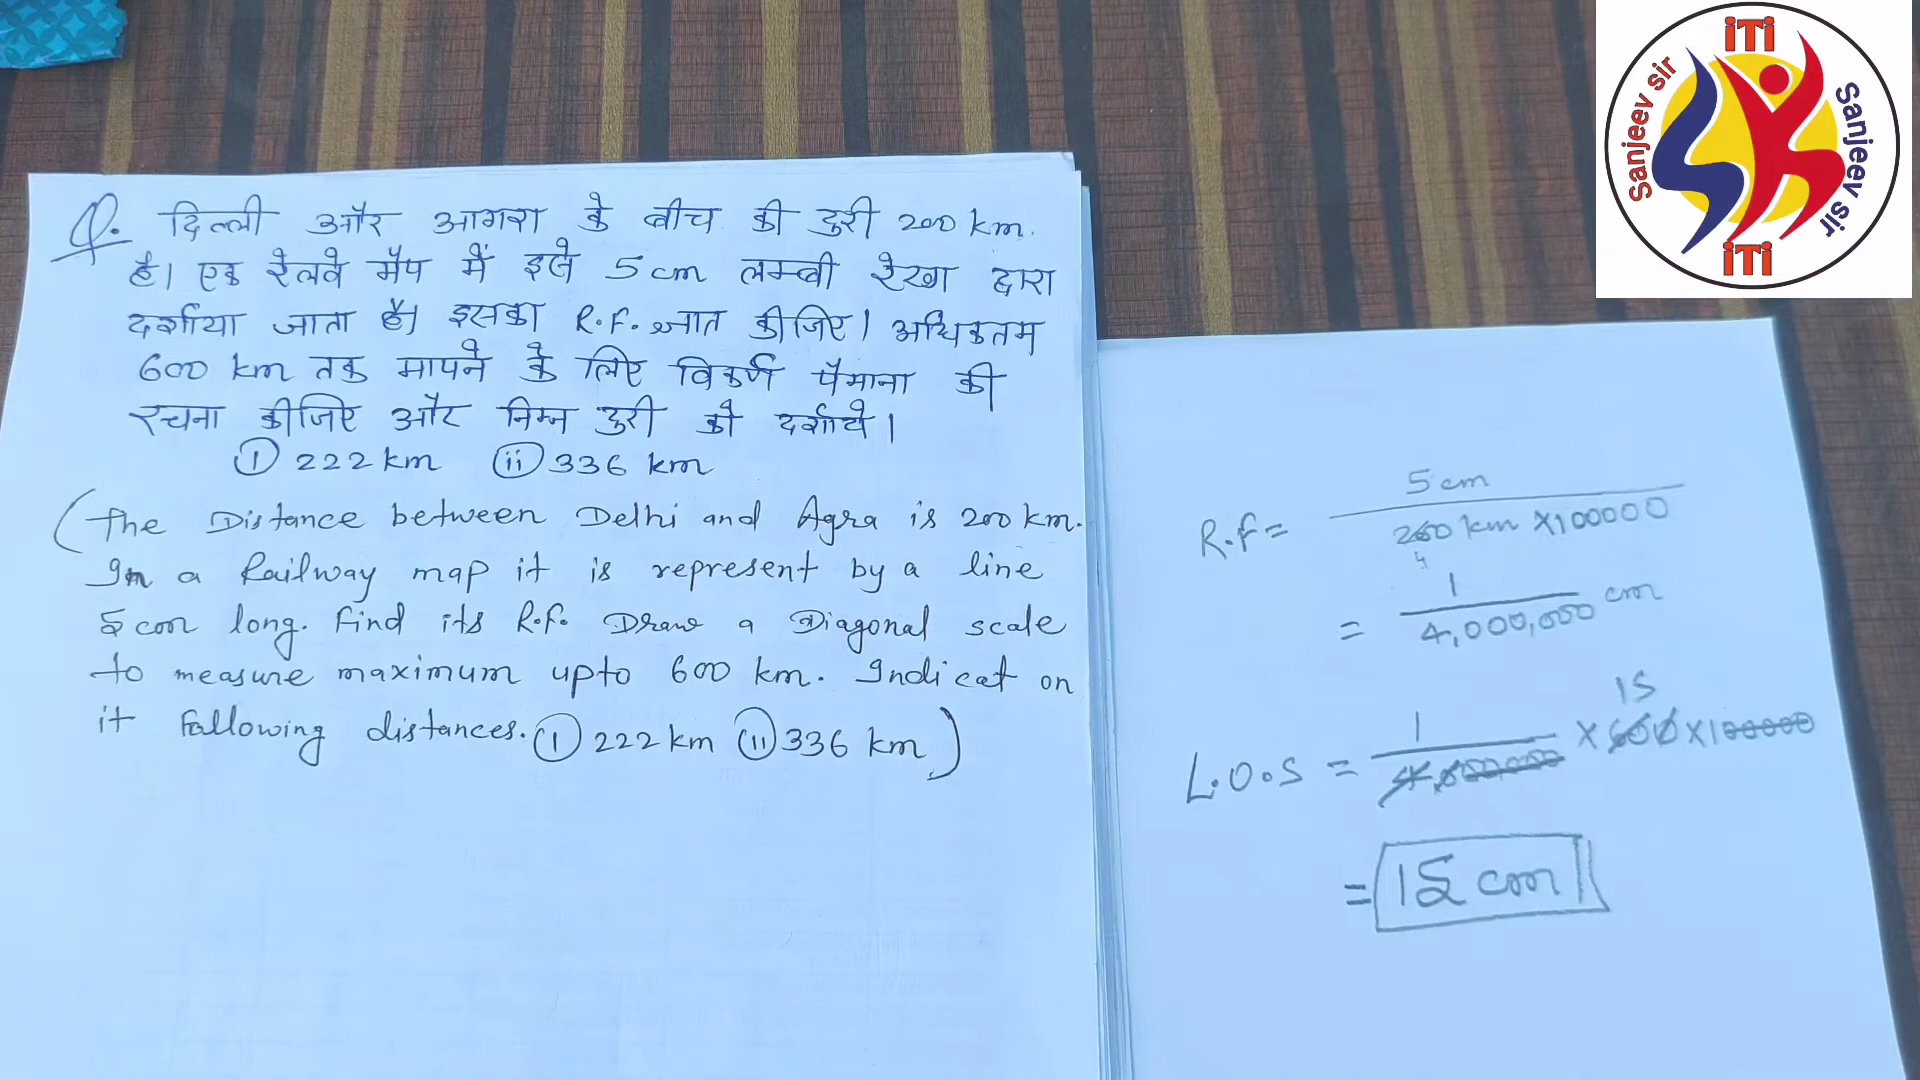 Q. दिल्ली और आगरा के बीच की दुरी 200 km.
है। एक रेलवे मैप में इसे 5 cm लम्बी रेखा द्वारा
दर्शाया जाता है। इसका R.F. ज्ञात कीजिए। अधिकतम
600 km तक मापने के लिए विकर्ण पैमाना की
रचना कीजिए और निम्न दुरी को दर्शाये।
(i) 222 km (ii) 336 km
(The Distance between Delhi and Agra is 200 km.
In a Railway map it is represent by a line
5 cm long. Find its R.f. Draw a Diagonal scale
to measure maximum upto 600 km. Indicat on
it following distances. (i) 222 km (ii) 336 km)
R.F = 5 cm / 200 km X 100000
4
= 1 / 4,000,000 cm
15
L.O.S = 1 / 4,000,000 X 600 X 100000
= 15 cm
iTi
Sanjeev sir
Sanjeev sir
iTi